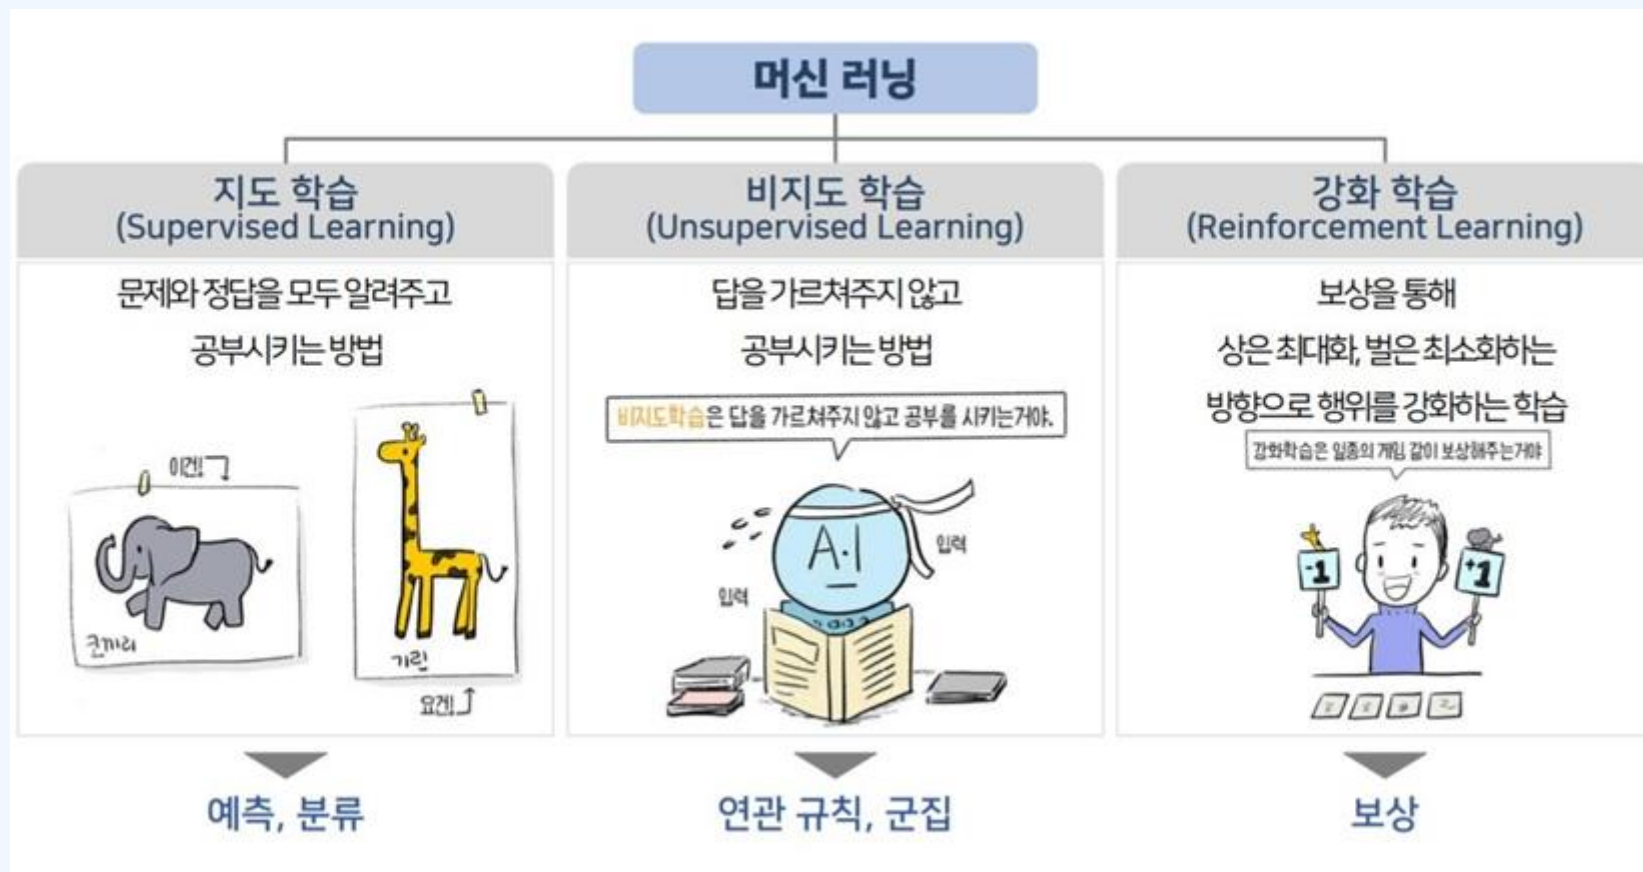 머신 러닝
지도 학습
(Supervised Learning)
문제와 정답을 모두 알려주고
공부시키는 방법
이건!
코끼리
기린
요건!
예측, 분류
비지도 학습
(Unsupervised Learning)
답을 가르쳐주지 않고
공부시키는 방법
비지도학습은 답을 가르쳐주지 않고 공부를 시키는거야.
A.I
입력
입력
연관 규칙, 군집
강화 학습
(Reinforcement Learning)
보상을 통해
상은 최대화, 벌은 최소화하는
방향으로 행위를 강화하는 학습
강화학습은 일종의 게임 같이 보상해주는거야
-1
+1
보상